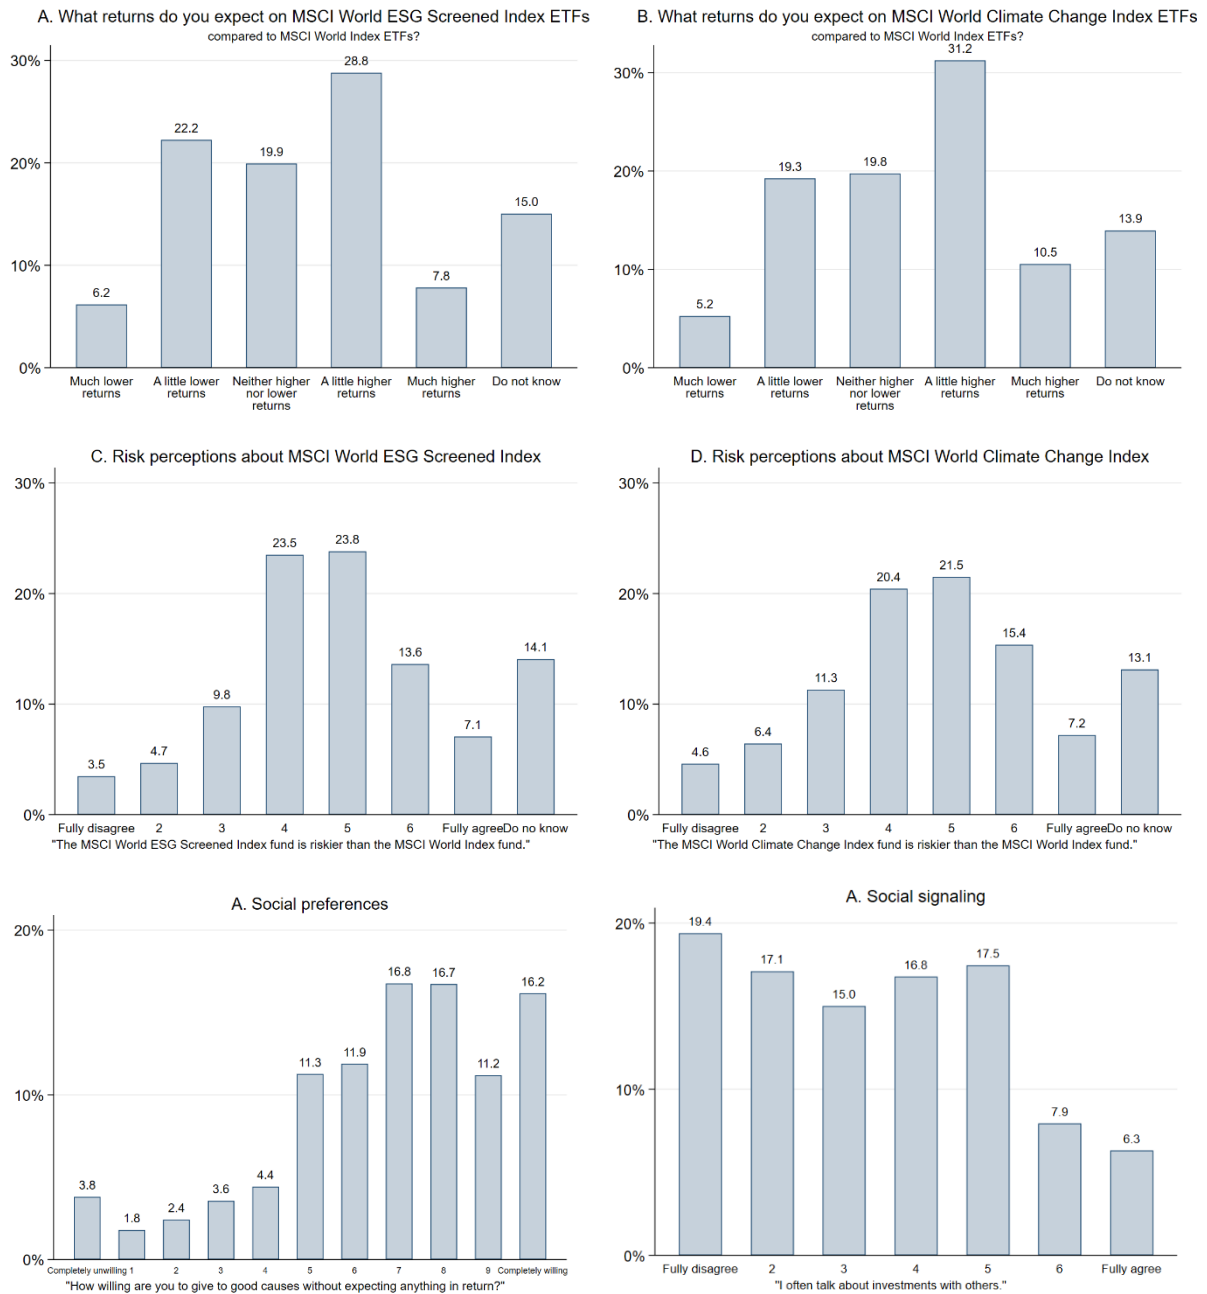 A. What returns do you expect on MSCI World ESG Screened Index ETFs
compared to MSCI World Index ETFs?
30%
20%
10%
0%
6.2
22.2
19.9
28.8
7.8
15.0
Much lower
returns
A little lower
returns
Neither higher
nor lower
returns
A little higher
returns
Much higher
returns
Do not know
B. What returns do you expect on MSCI World Climate Change Index ETFs
compared to MSCI World Index ETFs?
30%
20%
10%
0%
5.2
19.3
19.8
31.2
10.5
13.9
Much lower
returns
A little lower
returns
Neither higher
nor lower
returns
A little higher
returns
Much higher
returns
Do not know
C. Risk perceptions about MSCI World ESG Screened Index
30%
20%
10%
0%
3.5
4.7
9.8
23.5
23.8
13.6
7.1
14.1
Fully disagree 2 3 4 5 6 Fully agree Do no know
"The MSCI World ESG Screened Index fund is riskier than the MSCI World Index fund."
D. Risk perceptions about MSCI World Climate Change Index
30%
20%
10%
0%
4.6
6.4
11.3
20.4
21.5
15.4
7.2
13.1
Fully disagree 2 3 4 5 6 Fully agree Do no know
"The MSCI World Climate Change Index fund is riskier than the MSCI World Index fund."
A. Social preferences
20%
10%
0%
3.8
1.8
2.4
3.6
4.4
11.3
11.9
16.8
16.7
11.2
16.2
Completely unwilling 1 2 3 4 5 6 7 8 9 Completely willing
"How willing are you to give to good causes without expecting anything in return?"
A. Social signaling
20%
10%
0%
19.4
17.1
15.0
16.8
17.5
7.9
6.3
Fully disagree 2 3 4 5 6 Fully agree
"I often talk about investments with others."